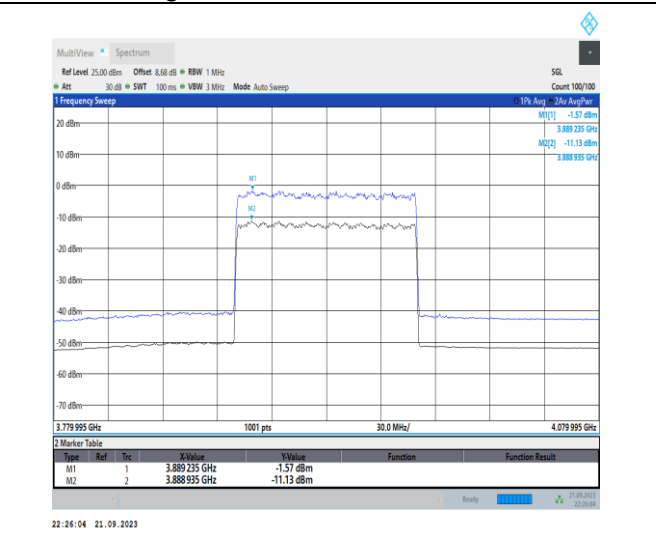 MultiView Spectrum
Ref Level 25.00 dBm Offset 8.68 dB RBW 1 MHz SGL
Att 30 dB SWT 100 ms VBW 3 MHz Mode Auto Sweep Count 100/100
1 Frequency Sweep 1Pk Avg 2Av AvgPwr
M1[1] -1.57 dBm
3.889 235 GHz
M2[2] -11.13 dBm
3.888 935 GHz
20 dBm
10 dBm
0 dBm
M1
M2
-10 dBm
-20 dBm
-30 dBm
-40 dBm
-50 dBm
-60 dBm
-70 dBm
3.779 995 GHz 1001 pts 30.0 MHz/ 4.079 995 GHz
2 Marker Table
Type Ref Trc X-Value Y-Value Function Function Result
M1 1 3.889 235 GHz -1.57 dBm
M2 2 3.888 935 GHz -11.13 dBm
Ready 21.09.2023
22:26:04
22:26:04 21.09.2023